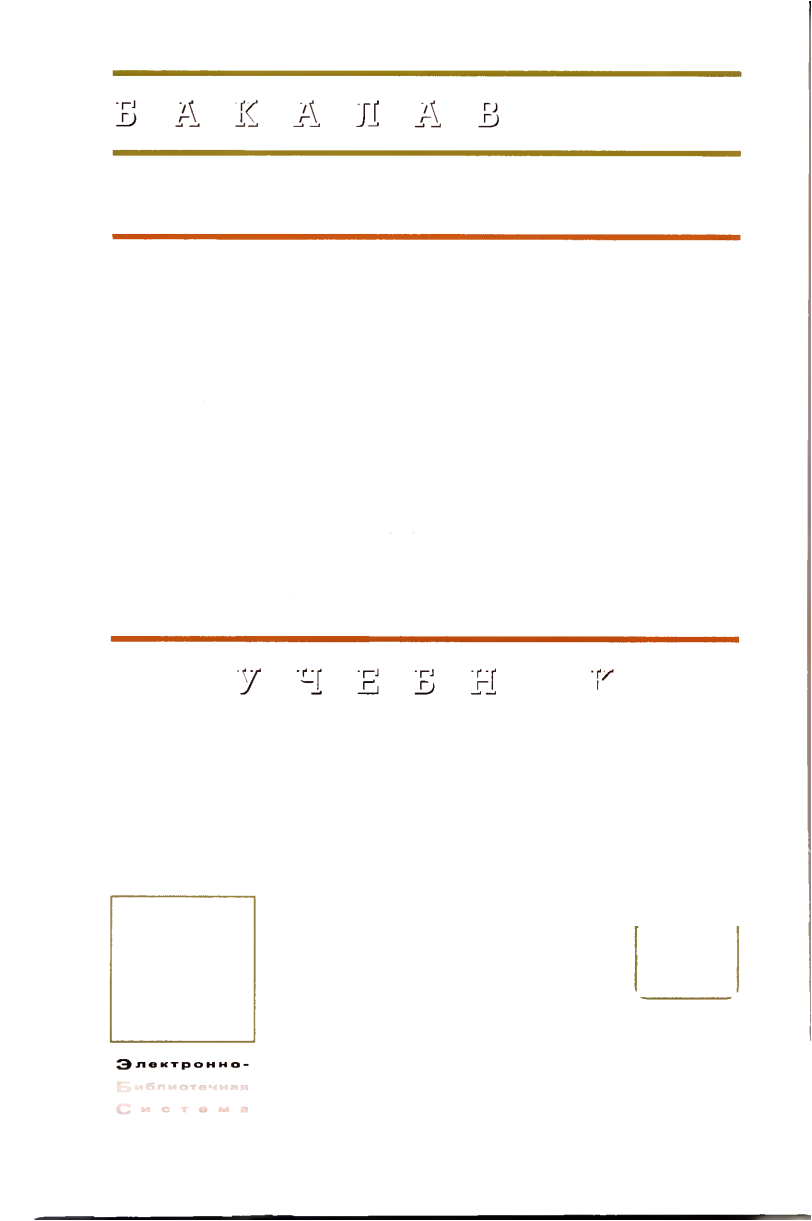 Б А К А Л А В
У Ч Е Б Н К
Электронно-
Библиотечная
Система